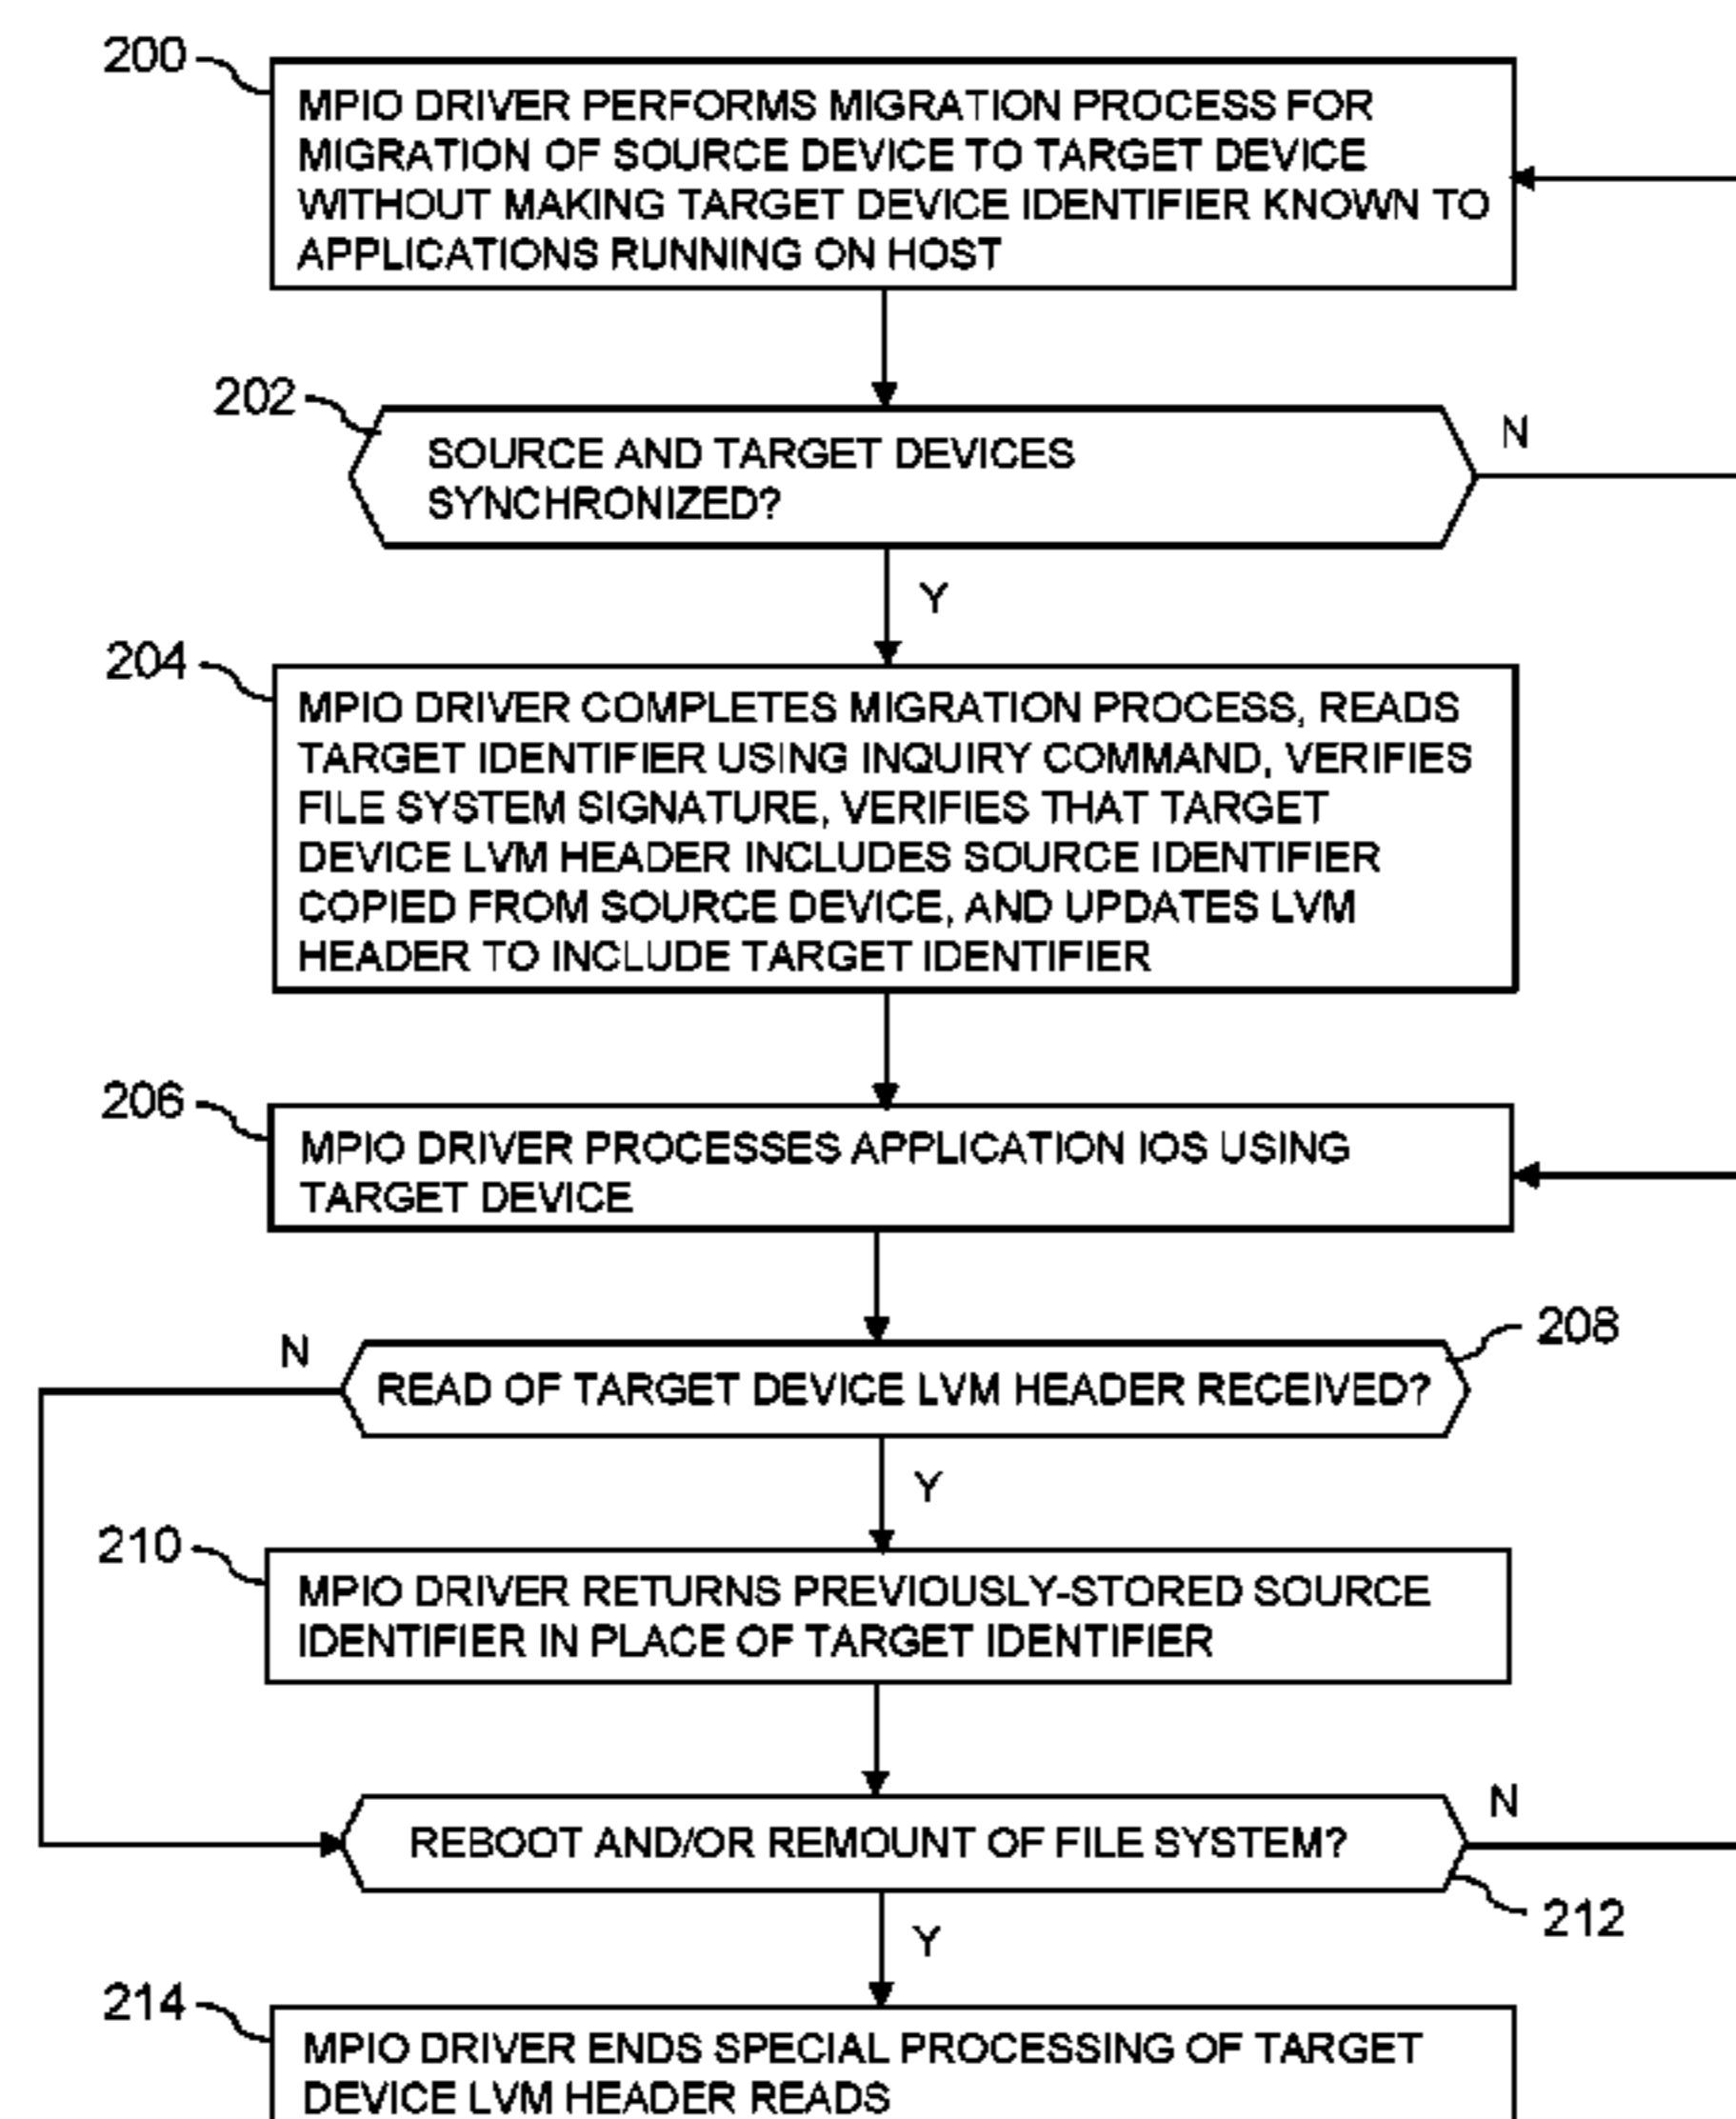 200
MPIO DRIVER PERFORMS MIGRATION PROCESS FOR
MIGRATION OF SOURCE DEVICE TO TARGET DEVICE
WITHOUT MAKING TARGET DEVICE IDENTIFIER KNOWN TO
APPLICATIONS RUNNING ON HOST
202
SOURCE AND TARGET DEVICES
SYNCHRONIZED?
N
Y
204
MPIO DRIVER COMPLETES MIGRATION PROCESS, READS
TARGET IDENTIFIER USING INQUIRY COMMAND, VERIFIES
FILE SYSTEM SIGNATURE, VERIFIES THAT TARGET
DEVICE LVM HEADER INCLUDES SOURCE IDENTIFIER
COPIED FROM SOURCE DEVICE, AND UPDATES LVM
HEADER TO INCLUDE TARGET IDENTIFIER
206
MPIO DRIVER PROCESSES APPLICATION IOS USING
TARGET DEVICE
208
N
READ OF TARGET DEVICE LVM HEADER RECEIVED?
Y
210
MPIO DRIVER RETURNS PREVIOUSLY-STORED SOURCE
IDENTIFIER IN PLACE OF TARGET IDENTIFIER
N
REBOOT AND/OR REMOUNT OF FILE SYSTEM?
212
Y
214
MPIO DRIVER ENDS SPECIAL PROCESSING OF TARGET
DEVICE LVM HEADER READS